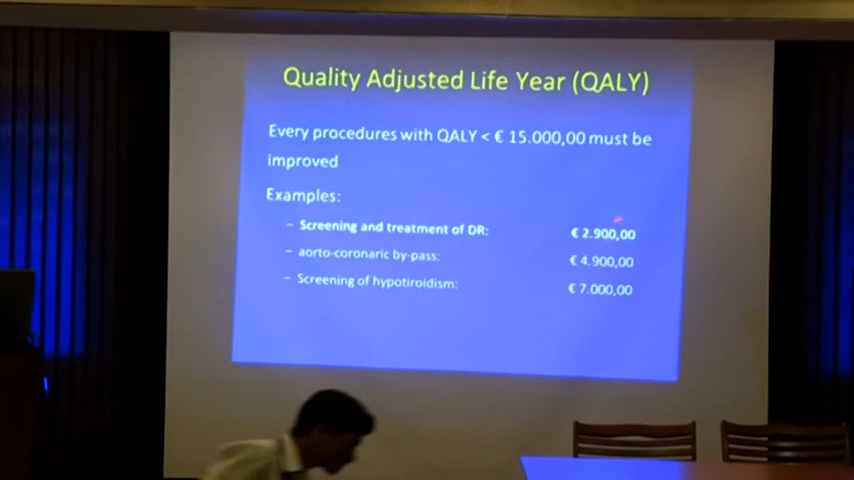 Quality Adjusted Life Year (QALY)
Every procedures with QALY < € 15.000,00 must be
improved
Examples:
– Screening and treatment of DR: € 2.900,00
– aorto-coronaric by-pass: € 4.900,00
– Screening of hypotiroidism: € 7.000,00